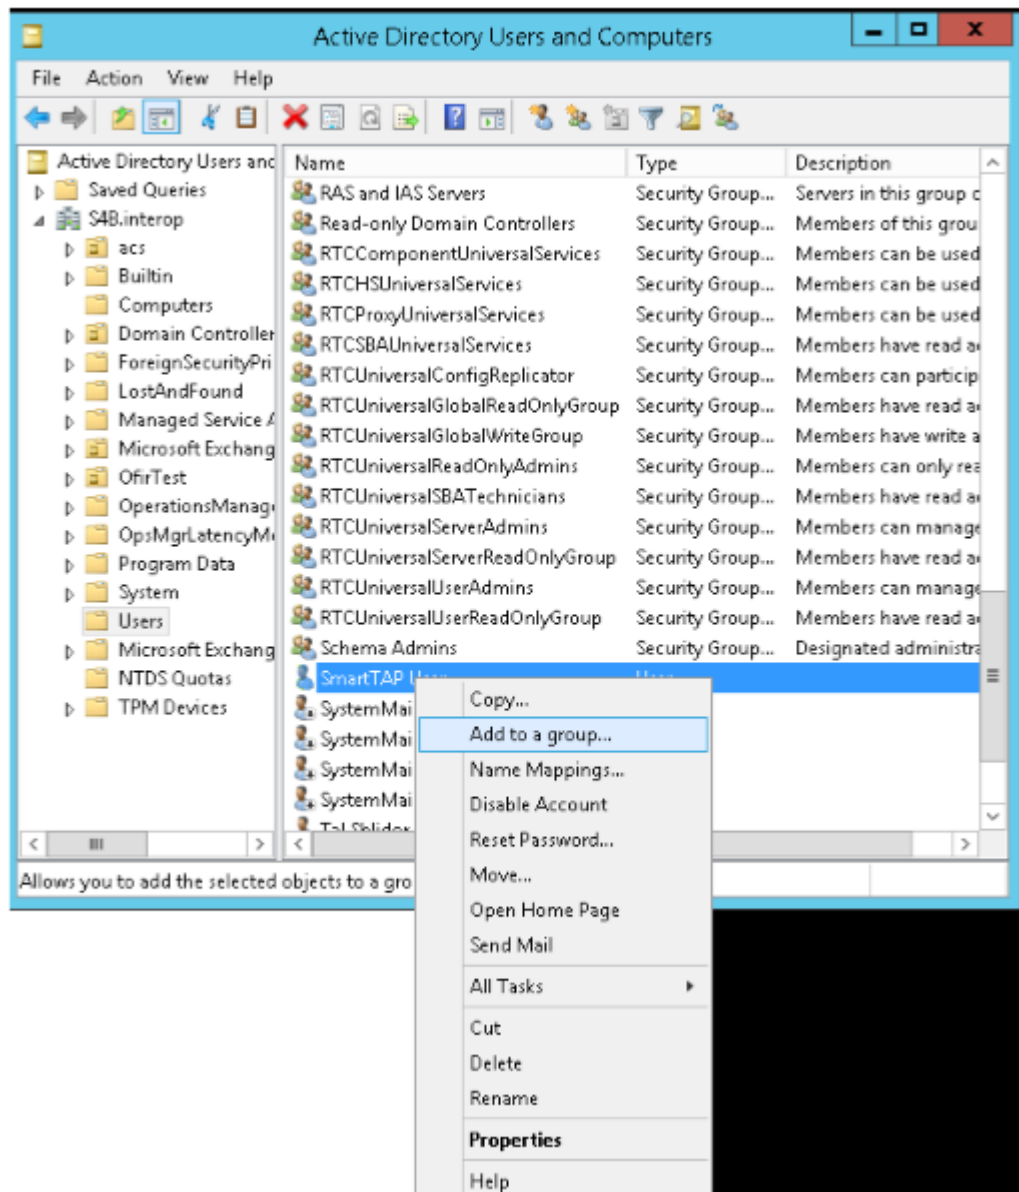 Active Directory Users and Computers
File Action View Help
Active Directory Users and
Saved Queries
S4B.interop
acs
Builtin
Computers
Domain Controller
ForeignSecurityPri
LostAndFound
Managed Service A
Microsoft Exchang
OfirTest
OperationsManag
OpsMgrLatencyM
Program Data
System
Users
Microsoft Exchang
NTDS Quotas
TPM Devices
Name Type Description
RAS and IAS Servers Security Group... Servers in this group c
Read-only Domain Controllers Security Group... Members of this grou
RTCComponentUniversalServices Security Group... Members can be used
RTCHSUniversalServices Security Group... Members can be used
RTCProxyUniversalServices Security Group... Members can be used
RTCSBAUniversalServices Security Group... Members have read a
RTCUniversalConfigReplicator Security Group... Members can particip
RTCUniversalGlobalReadOnlyGroup Security Group... Members have read a
RTCUniversalGlobalWriteGroup Security Group... Members have write a
RTCUniversalReadOnlyAdmins Security Group... Members can only rea
RTCUniversalSBATechnicians Security Group... Members have read a
RTCUniversalServerAdmins Security Group... Members can manage
RTCUniversalServerReadOnlyGroup Security Group... Members have read a
RTCUniversalUserAdmins Security Group... Members can manage
RTCUniversalUserReadOnlyGroup Security Group... Members have read a
Schema Admins Security Group... Designated administra
SmartTAP User User
SystemMai
SystemMai
SystemMai
SystemMai
Copy...
Add to a group...
Name Mappings...
Disable Account
Reset Password...
Move...
Open Home Page
Send Mail
All Tasks
Cut
Delete
Rename
Properties
Help
Allows you to add the selected objects to a gro